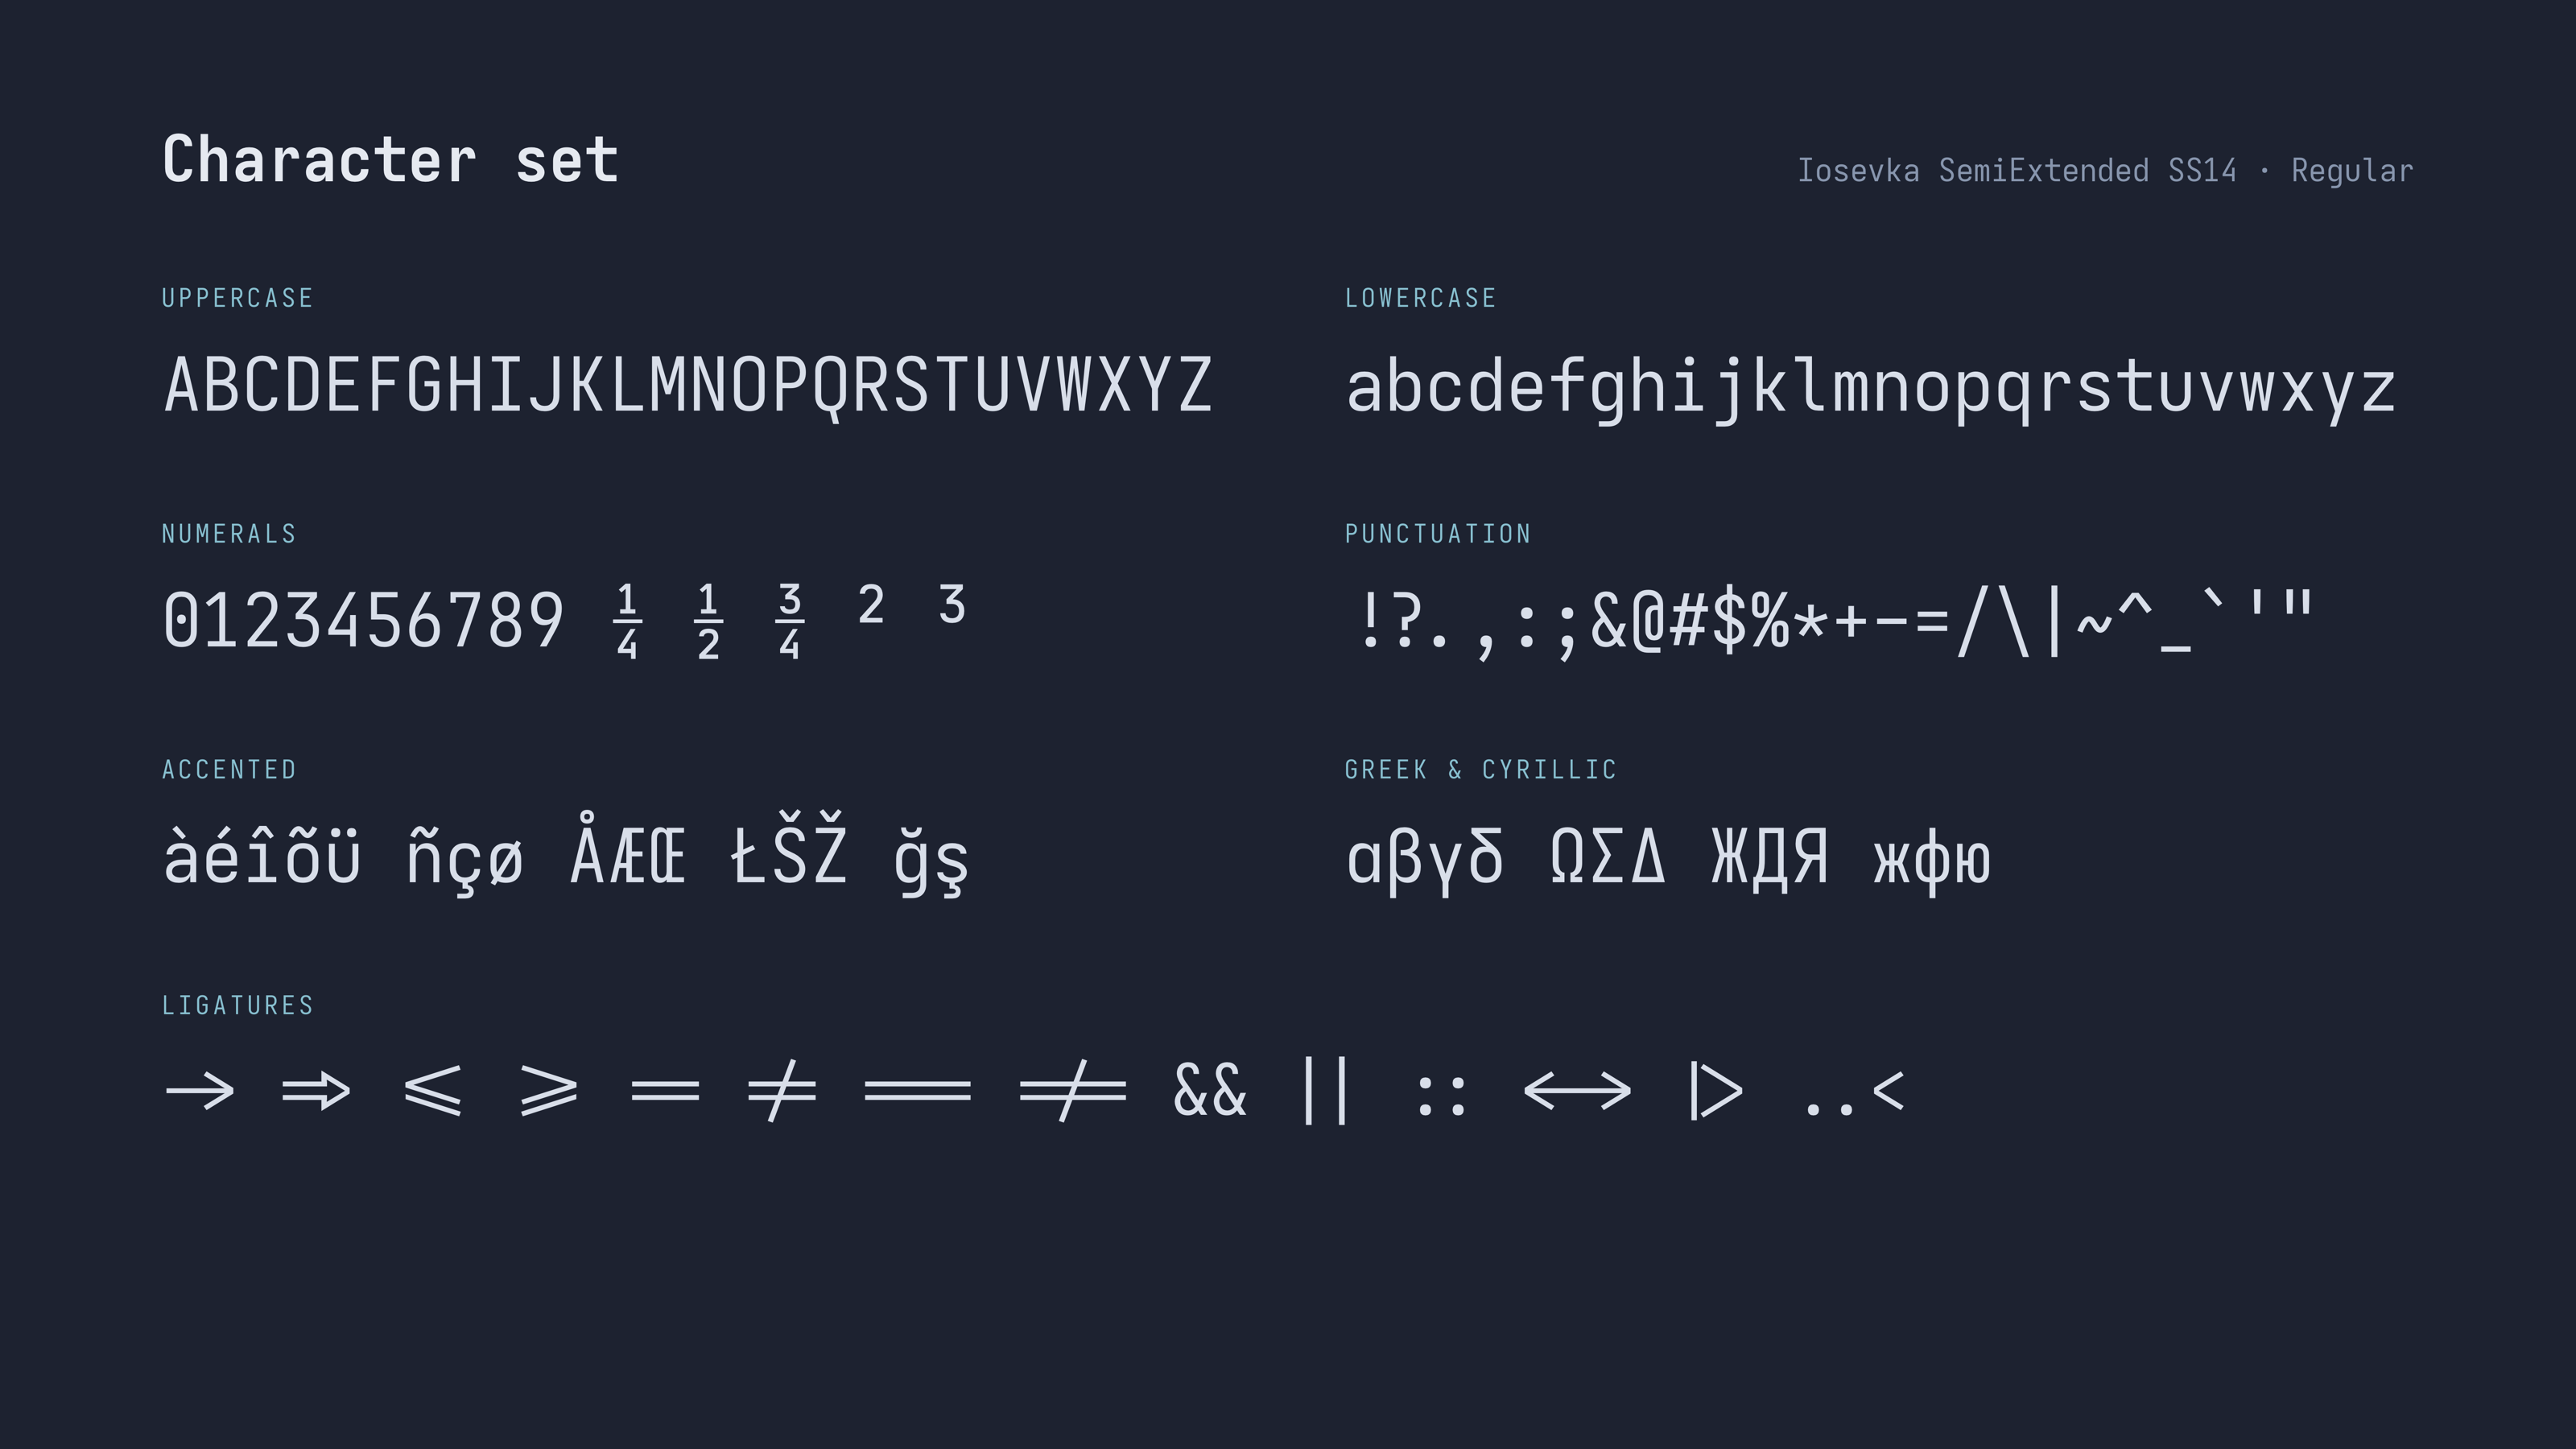 Character set
Iosevka SemiExtended SS14 · Regular
UPPERCASE
ABCDEFGHIJKLMNOPQRSTUVWXYZ
LOWERCASE
abcdefghijklmnopqrstuvwxyz
NUMERALS
0123456789 ¼ ½ ¾ ² ³
PUNCTUATION
!?.,:;&@#$%*+-=/\|~^_`'"
ACCENTED
àéîõü ñçø ÅÆŒ ŁŠŽ ğş
GREEK & CYRILLIC
αβγδ ΩΣΔ ЖДЯ жфю
LIGATURES
-> => <= >= == != === !== && || :: <-> |> ..<